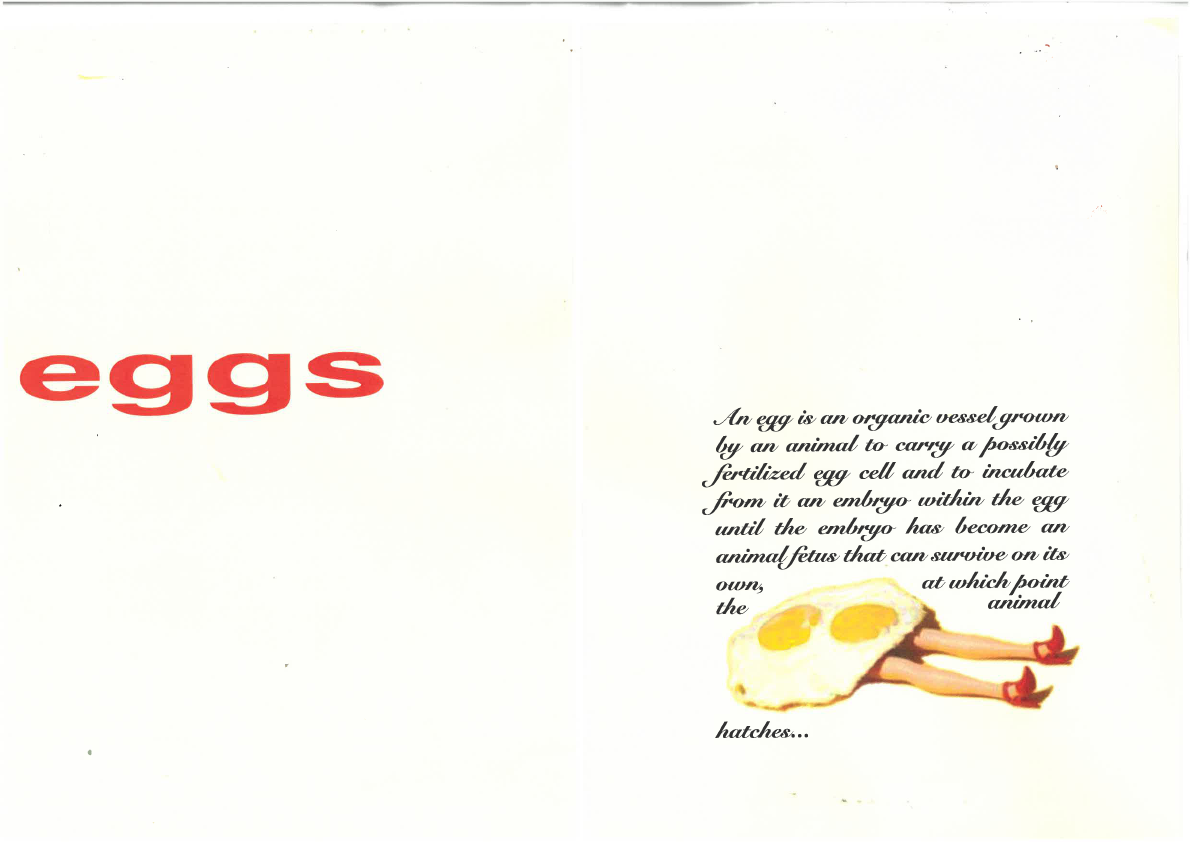 eggs
An egg is an organic vessel grown
by an animal to carry a possibly
fertilized egg cell and to incubate
from it an embryo within the egg
until the embryo has become an
animal fetus that can survive on its
own, at which point
the animal
hatches...